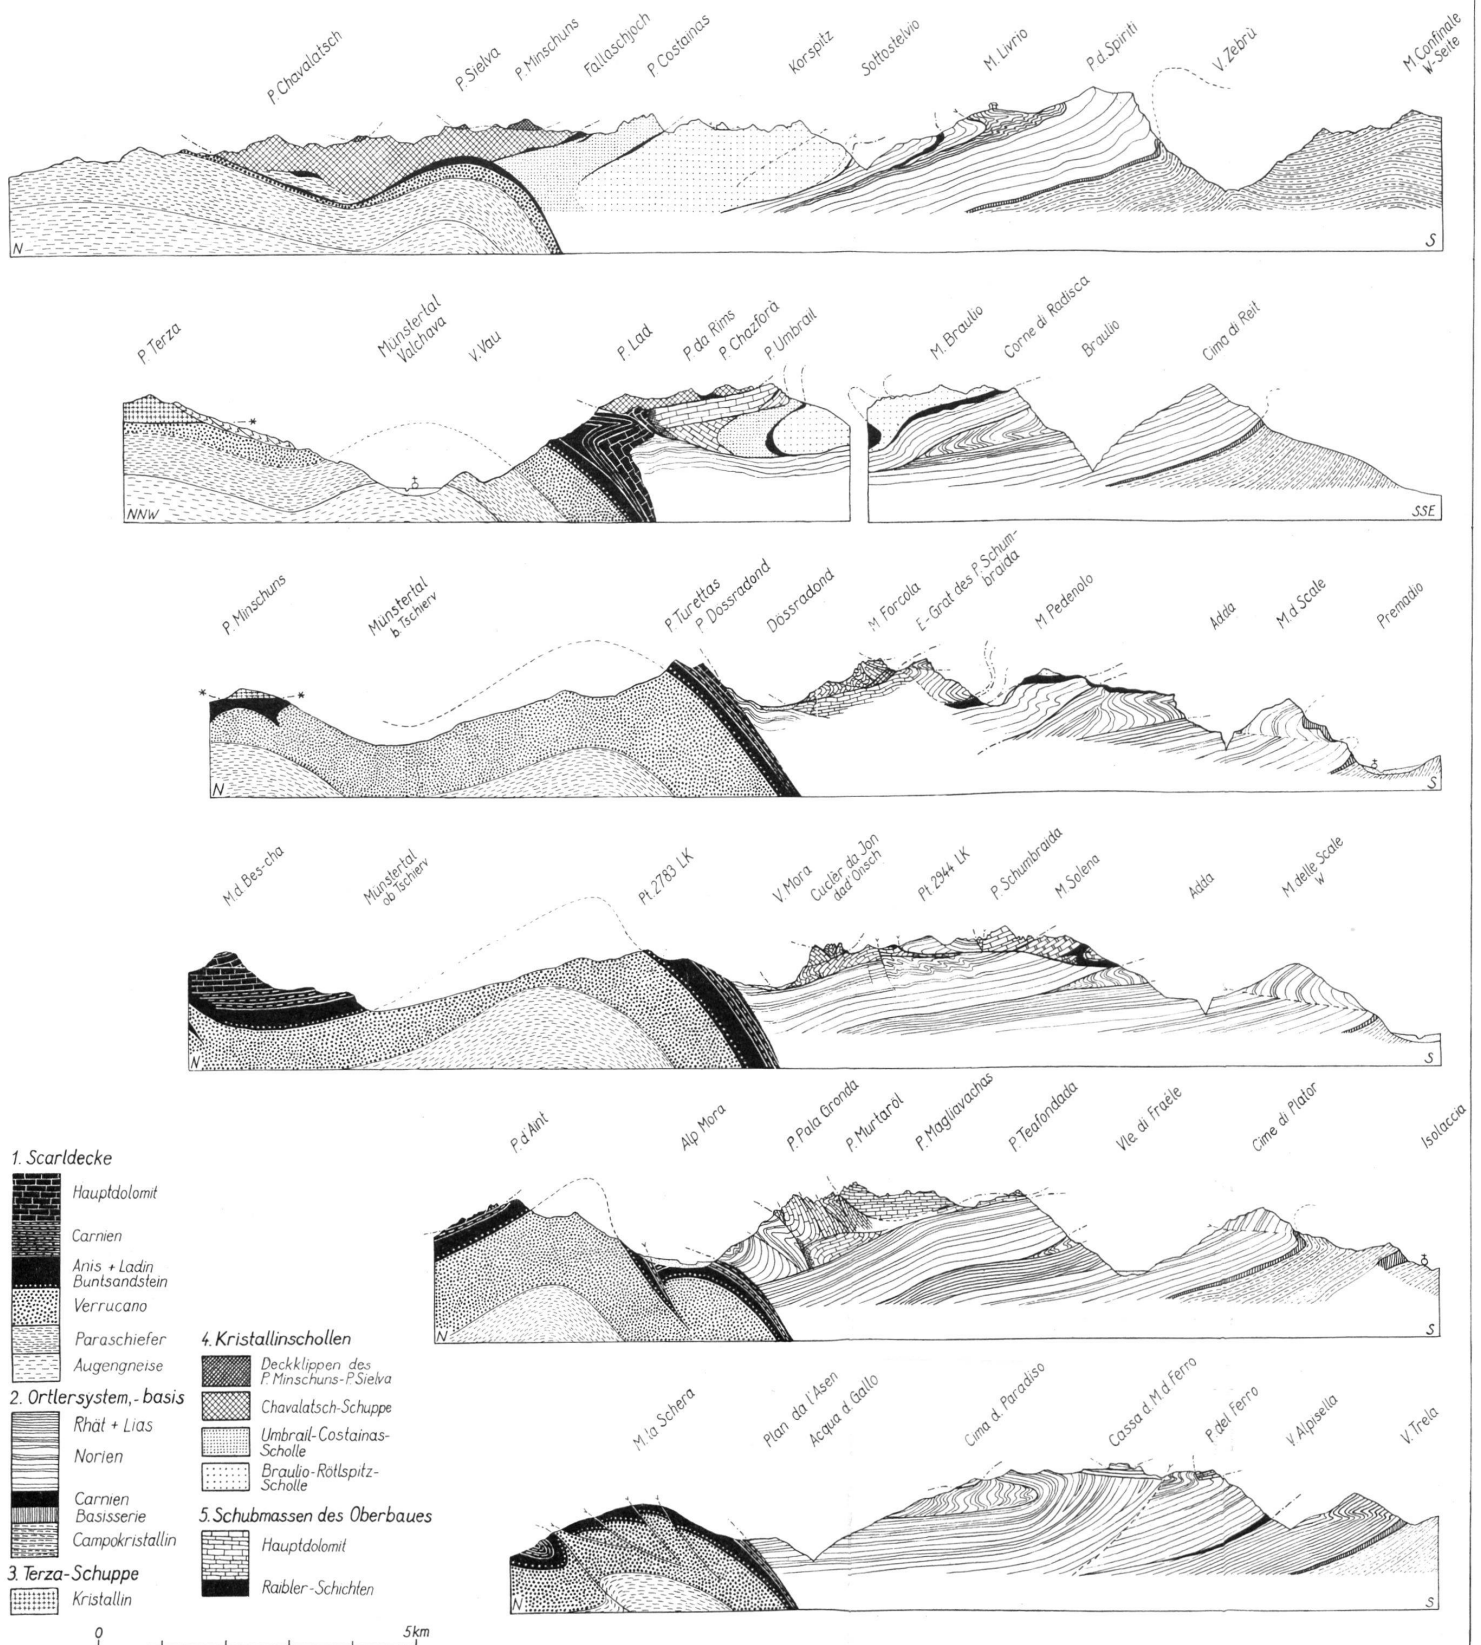 P. Chavalatsch
P. Sielva
P. Minschuns
Fallaschjoch
P. Costainas
Korspitz
Sottostelvio
M. Livrio
P. d. Spiriti
V. Zebrù
M. Confinale
W-Seite
N
S
P. Terza
Münstertal
Valchava
V. Vau
P. Lad
P. da Rims
P. Chazforà
P. Umbrail
M. Braulio
Corne di Radisca
Braulio
Cima di Reit
*
NNW
SSE
P. Minschuns
Münstertal
b. Tschierv
P. Turettas
P. Dossradond
Dössradond
M. Forcola
E-Grat des P. Schum-
braida
M. Pedenolo
Adda
M. d. Scale
Premadio
*
*
N
S
M. d. Bes-cha
Münstertal
ob Tschierv
Pt. 2783 LK
V. Mora
Cuclèr da Jon
dad'Onsch
Pt. 2944 LK
P. Schumbraida
M. Solena
Adda
M. delle Scale
W
N
S
P. d'Aint
Alp Mora
P. Pala Gronda
P. Murtaröl
P. Magliavachas
P. Teafondada
Vle. di Fraéle
Cime di Plator
Isolaccia
N
S
M. la Schera
Plan da l'Asen
Acqua d. Gallo
Cima d. Paradiso
Cassa d. M. d. Ferro
P. del Ferro
V. Alpisella
V. Trela
N
S
1. Scarldecke
Hauptdolomit
Carnien
Anis + Ladin
Buntsandstein
Verrucano
Paraschiefer
Augengneise
2. Ortlersystem,-basis
Rhät + Lias
Norien
Carnien
Basisserie
Campokristallin
3. Terza-Schuppe
Kristallin
4. Kristallinschollen
Deckklippen des
P. Minschuns-P. Sielva
Chavalatsch-Schuppe
Umbrail-Costainas-
Scholle
Braulio-Rötlspitz-
Scholle
5. Schubmassen des Oberbaues
Hauptdolomit
Raibler-Schichten
0 5km